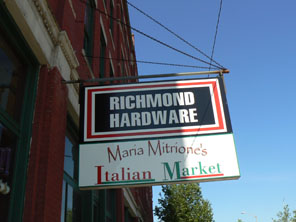 RICHMOND
HARDWARE
Maria Mitrione's
Italian Market